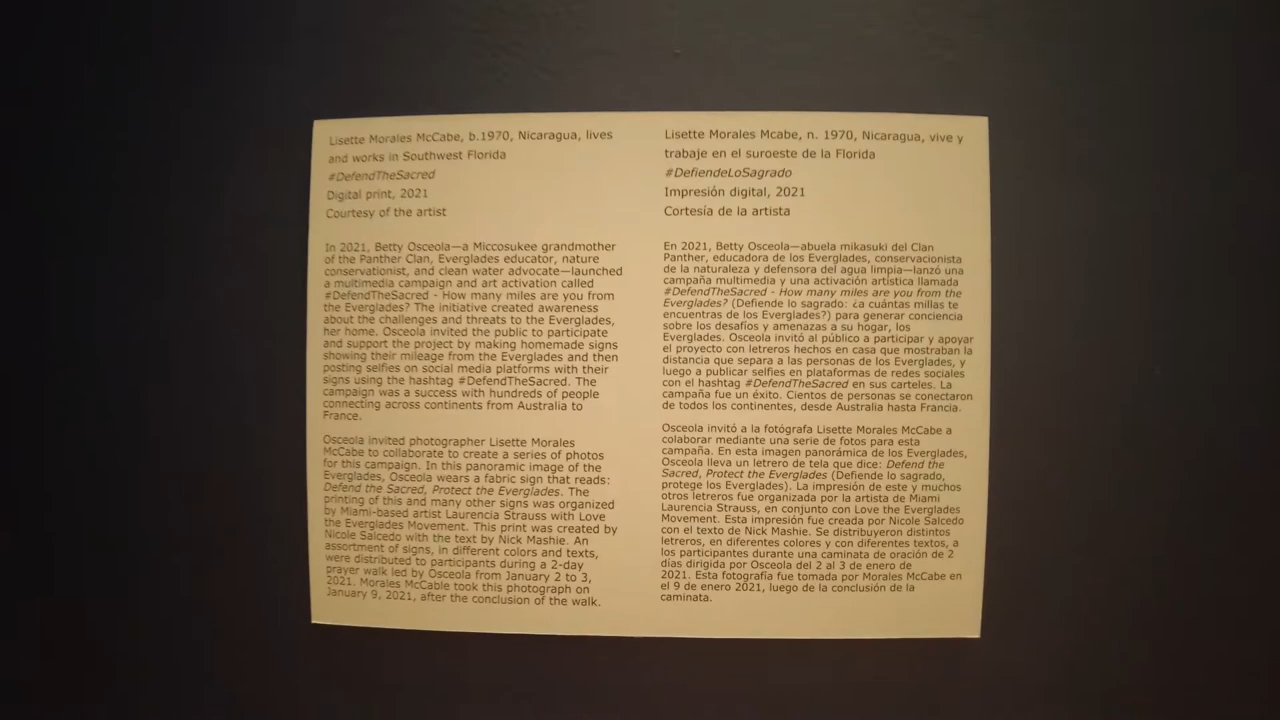 Lisette Morales McCabe, b.1970, Nicaragua, lives
and works in Southwest Florida
#DefendTheSacred
Digital print, 2021
Courtesy of the artist
In 2021, Betty Osceola—a Miccosukee grandmother
of the Panther Clan, Everglades educator, nature
conservationist, and clean water advocate—launched
a multimedia campaign and art activation called
#DefendTheSacred - How many miles are you from
the Everglades? The initiative created awareness
about the challenges and threats to the Everglades,
her home. Osceola invited the public to participate
and support the project by making homemade signs
showing their mileage from the Everglades and then
posting selfies on social media platforms with their
signs using the hashtag #DefendTheSacred. The
campaign was a success with hundreds of people
connecting across continents from Australia to
France.
Osceola invited photographer Lisette Morales
McCabe to collaborate to create a series of photos
for this campaign. In this panoramic image of the
Everglades, Osceola wears a fabric sign that reads:
Defend the Sacred, Protect the Everglades. The
printing of this and many other signs was organized
by Miami-based artist Laurencia Strauss with Love
the Everglades Movement. This print was created by
Nicole Salcedo with the text by Nick Mashie. An
assortment of signs, in different colors and texts,
were distributed to participants during a 2-day
prayer walk led by Osceola from January 2 to 3,
2021. Morales McCable took this photograph on
January 9, 2021, after the conclusion of the walk.
Lisette Morales Mcabe, n. 1970, Nicaragua, vive y
trabaje en el suroeste de la Florida
#DefiendeLoSagrado
Impresión digital, 2021
Cortesía de la artista
En 2021, Betty Osceola—abuela mikasuki del Clan
Panther, educadora de los Everglades, conservacionista
de la naturaleza y defensora del agua limpia—lanzó una
campaña multimedia y una activación artística llamada
#DefendTheSacred - How many miles are you from the
Everglades? (Defiende lo sagrado: ¿a cuántas millas te
encuentras de los Everglades?) para generar conciencia
sobre los desafíos y amenazas a su hogar, los
Everglades. Osceola invitó al público a participar y apoyar
el proyecto con letreros hechos en casa que mostraban la
distancia que separa a las personas de los Everglades, y
luego a publicar selfies en plataformas de redes sociales
con el hashtag #DefendTheSacred en sus carteles. La
campaña fue un éxito. Cientos de personas se conectaron
de todos los continentes, desde Australia hasta Francia.
Osceola invitó a la fotógrafa Lisette Morales McCabe a
colaborar mediante una serie de fotos para esta
campaña. En esta imagen panorámica de los Everglades,
Osceola lleva un letrero de tela que dice: Defend the
Sacred, Protect the Everglades (Defiende lo sagrado,
protege los Everglades). La impresión de este y muchos
otros letreros fue organizada por la artista de Miami
Laurencia Strauss, en conjunto con Love the Everglades
Movement. Esta impresión fue creada por Nicole Salcedo
con el texto de Nick Mashie. Se distribuyeron distintos
letreros, en diferentes colores y con diferentes textos, a
los participantes durante una caminata de oración de 2
días dirigida por Osceola del 2 al 3 de enero de
2021. Esta fotografía fue tomada por Morales McCabe en
el 9 de enero 2021, luego de la conclusión de la
caminata.